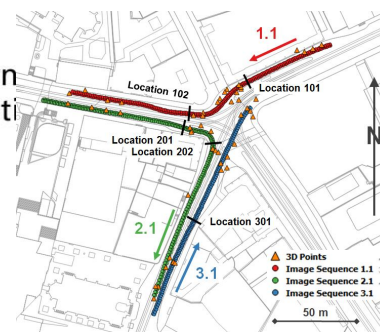 1.1
Location 102
Location 101
Location 201
Location 202
Location 301
2.1
3.1
N
3D Points
Image Sequence 1.1
Image Sequence 2.1
Image Sequence 3.1
50 m